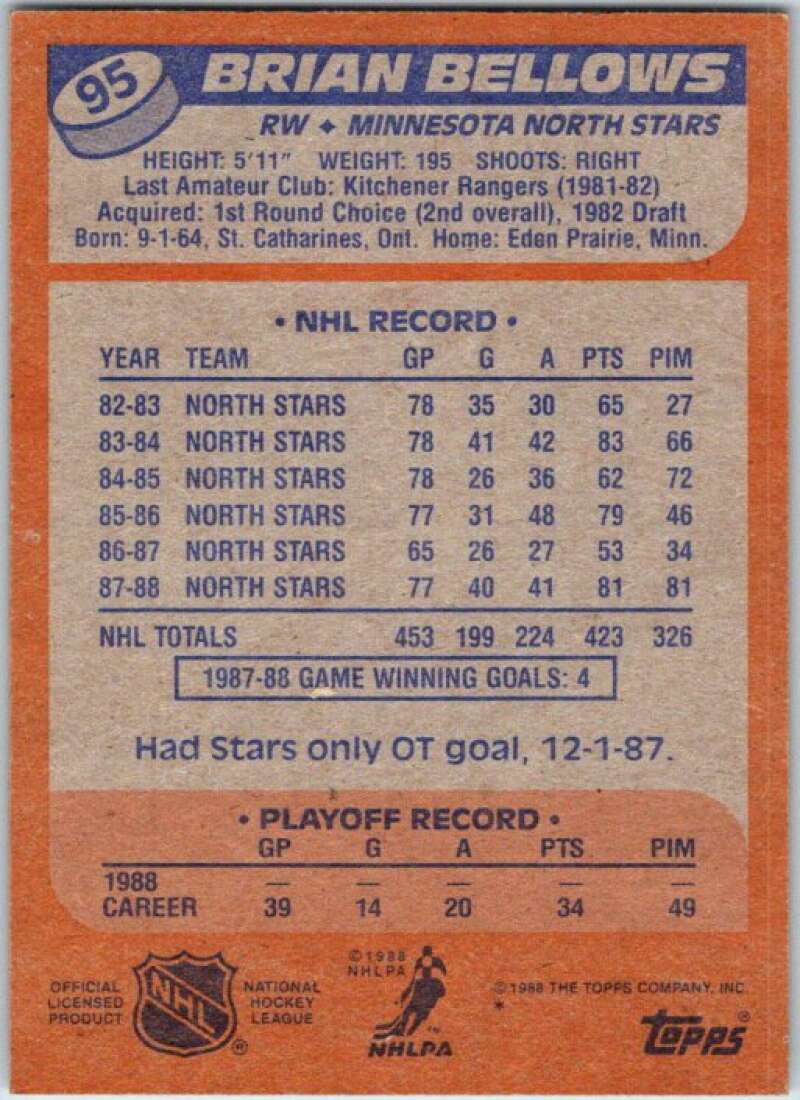 95
BRIAN BELLOWS
RW ✦ MINNESOTA NORTH STARS
HEIGHT: 5'11" WEIGHT: 195 SHOOTS: RIGHT
Last Amateur Club: Kitchener Rangers (1981-82)
Acquired: 1st Round Choice (2nd overall), 1982 Draft
Born: 9-1-64, St. Catharines, Ont. Home: Eden Prairie, Minn.
• NHL RECORD •
YEAR TEAM GP G A PTS PIM
82-83 NORTH STARS 78 35 30 65 27
83-84 NORTH STARS 78 41 42 83 66
84-85 NORTH STARS 78 26 36 62 72
85-86 NORTH STARS 77 31 48 79 46
86-87 NORTH STARS 65 26 27 53 34
87-88 NORTH STARS 77 40 41 81 81
NHL TOTALS 453 199 224 423 326
1987-88 GAME WINNING GOALS: 4
Had Stars only OT goal, 12-1-87.
• PLAYOFF RECORD •
GP G A PTS PIM
1988 — — — — —
CAREER 39 14 20 34 49
OFFICIAL LICENSED PRODUCT
NHL
®
NATIONAL HOCKEY LEAGUE
©1988 NHLPA
NHLPA
©1988 THE TOPPS COMPANY, INC.
*
TOPPS®